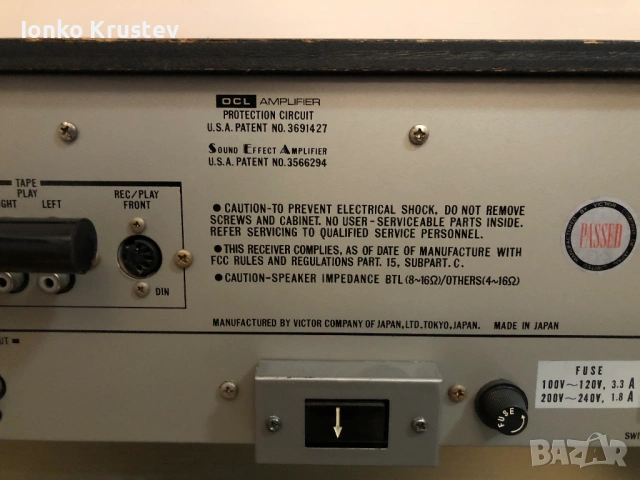 Ionko Krustev
OCL AMPLIFIER
PROTECTION CIRCUIT
U.S.A. PATENT NO. 3691427
SOUND EFFECT AMPLIFIER
U.S.A. PATENT NO. 3566294
TAPE
PLAY
GHT LEFT
REC/PLAY
FRONT
DIN
● CAUTION-TO PREVENT ELECTRICAL SHOCK, DO NOT REMOVE
SCREWS AND CABINET. NO USER-SERVICEABLE PARTS INSIDE.
REFER SERVICING TO QUALIFIED SERVICE PERSONNEL.
● THIS RECEIVER COMPLIES, AS OF DATE OF MANUFACTURE WITH
FCC RULES AND REGULATIONS PART. 15, SUBPART. C.
● CAUTION-SPEAKER IMPEDANCE BTL (8~16Ω)/OTHERS(4~16Ω)
MANUFACTURED BY VICTOR COMPANY OF JAPAN, LTD. TOKYO, JAPAN. MADE IN JAPAN
PASSED
UT
FUSE
FUSE
100V~120V, 3.3 A
200V~240V, 1.8 A
SWI
BAZAR.bg